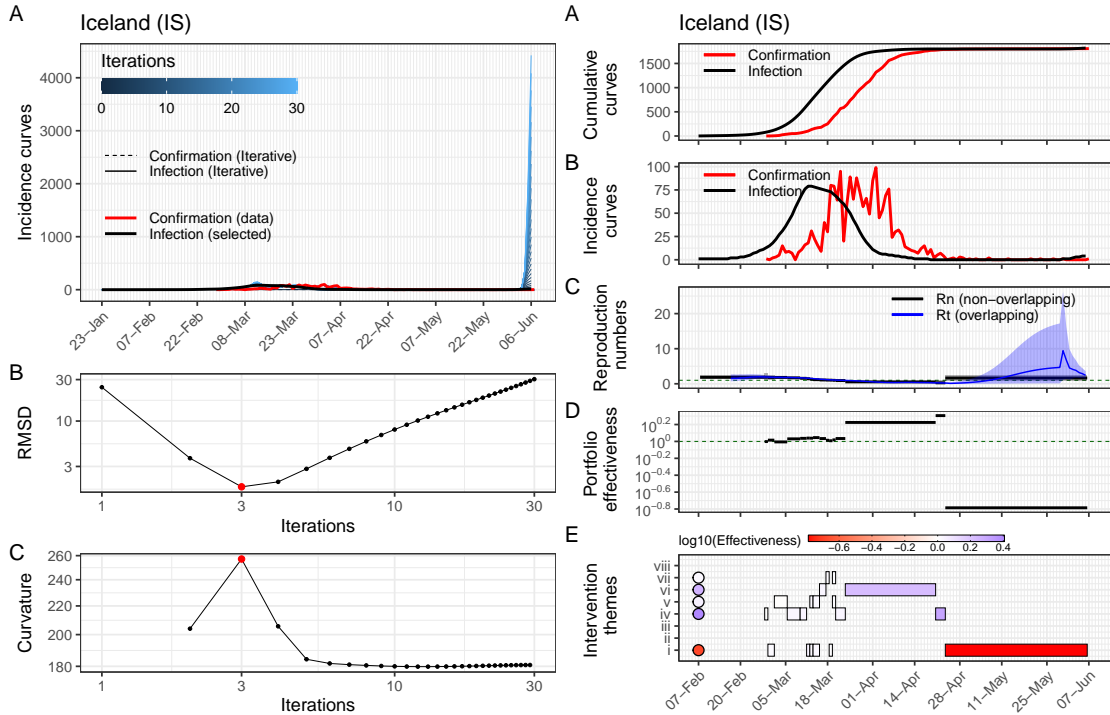 A
Iceland (IS)
Iterations
0 10 20 30
Confirmation (Iterative)
Infection (Iterative)
Confirmation (data)
Infection (selected)
Incidence curves
4000
3000
2000
1000
0
23−Jan 07−Feb 22−Feb 08−Mar 23−Mar 07−Apr 22−Apr 07−May 22−May 06−Jun
B
RMSD
30
10
3
1 3 10 30
Iterations
C
Curvature
260
240
220
200
180
1 3 10 30
Iterations
A
Iceland (IS)
Cumulative
curves
1500
1000
500
0
Confirmation
Infection
B
Incidence
curves
100
75
50
25
0
Confirmation
Infection
C
Reproduction
numbers
20
10
0
Rn (non−overlapping)
Rt (overlapping)
D
Portfolio
effectiveness
10^0.2
10^0
10^−0.2
10^−0.4
10^−0.6
10^−0.8
E
log10(Effectiveness)
−0.6 −0.4 −0.2 0.0 0.2 0.4
Intervention
themes
viii
vii
vi
v
iv
iii
ii
i
07−Feb 20−Feb 05−Mar 18−Mar 01−Apr 14−Apr 28−Apr 11−May 25−May 07−Jun